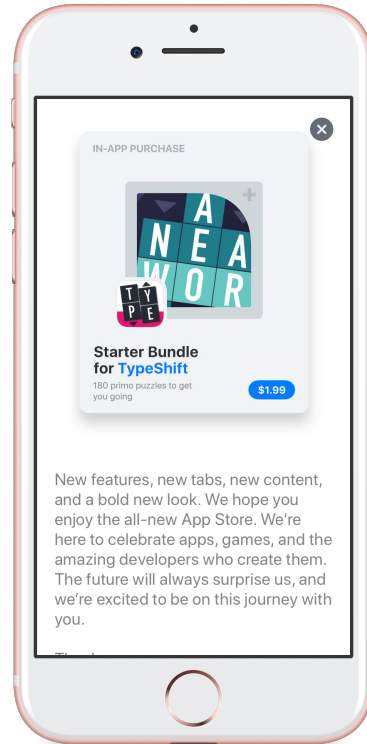 IN-APP PURCHASE
A
N E A
W O R
T Y
P E
Starter Bundle
for TypeShift
180 primo puzzles to get
you going
$1.99
New features, new tabs, new content,
and a bold new look. We hope you
enjoy the all-new App Store. We're
here to celebrate apps, games, and the
amazing developers who create them.
The future will always surprise us, and
we're excited to be on this journey with
you.